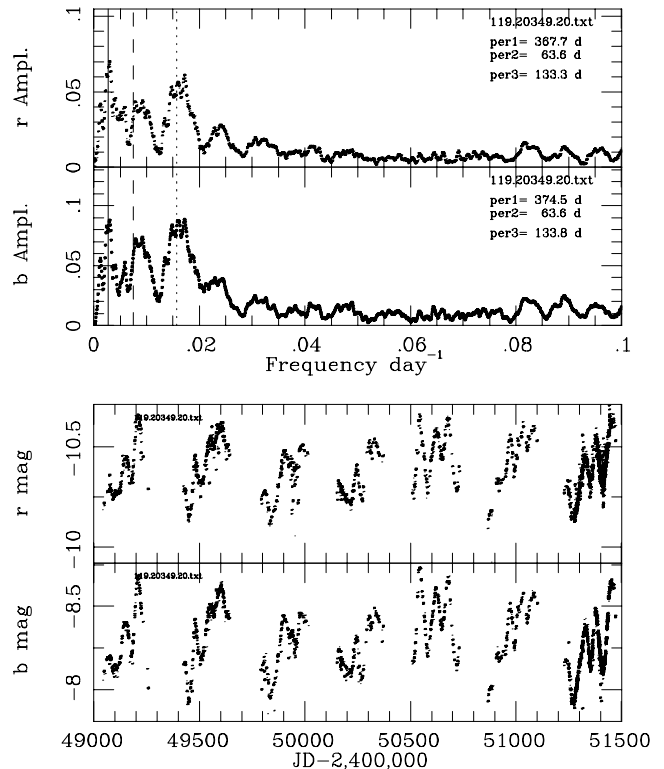 119.20349.20.txt
per1= 367.7 d
per2= 63.6 d
per3= 133.3 d
r Ampl.
.1
.05
0
119.20349.20.txt
per1= 374.5 d
per2= 63.6 d
per3= 133.8 d
b Ampl.
.1
.05
0
0 .02 .04 .06 .08 .1
Frequency day⁻¹
119.20349.20.txt
r mag
−10.5
−10
119.20349.20.txt
b mag
−8.5
−8
49000 49500 50000 50500 51000 51500
JD−2,400,000